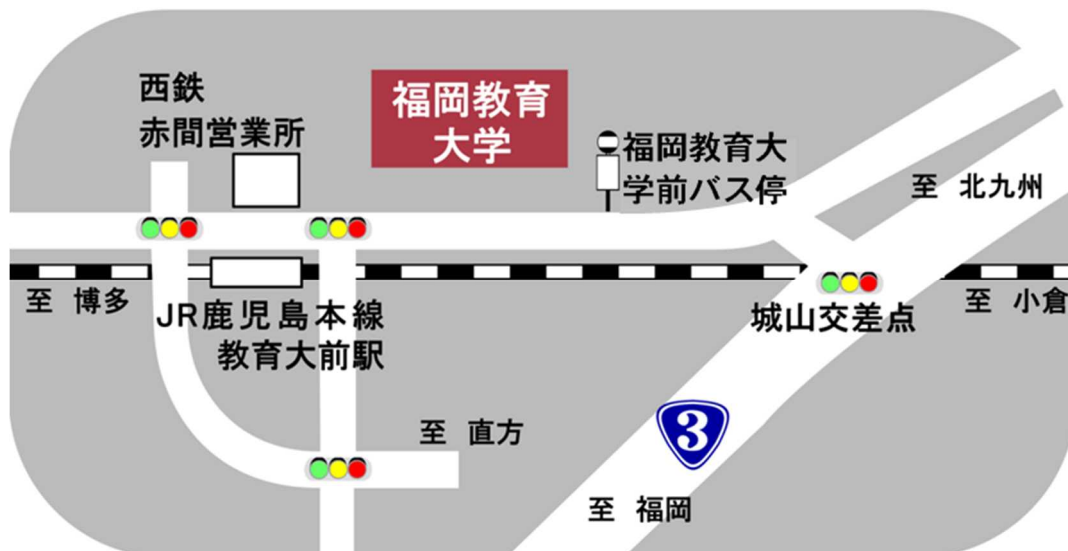 西鉄
赤間営業所
福岡教育
大学
福岡教育大
学前バス停
至 北九州
至 博多
JR鹿児島本線
教育大前駅
城山交差点
至 小倉
至 直方
3
至 福岡